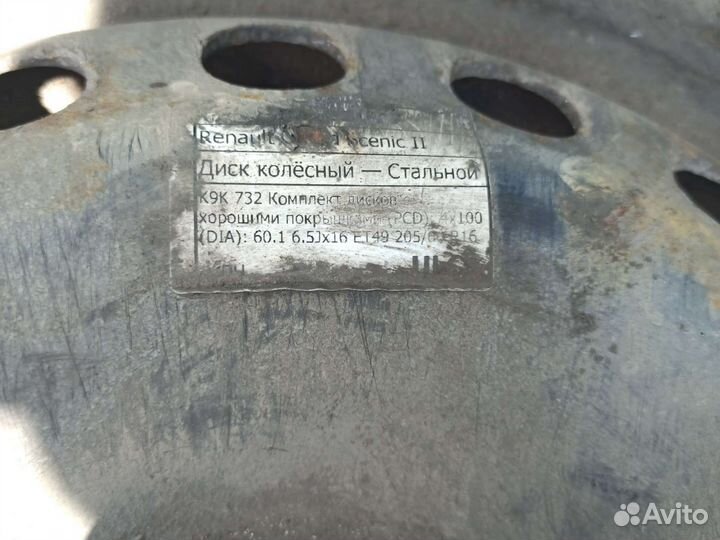 Renault Scenic II
Диск колёсный — Стальной
K9K 732 Комплект дисков
хорошими покрышками (PCD): 4x100
(DIA): 60.1 6.5Jx16 ET49 R16
Avito